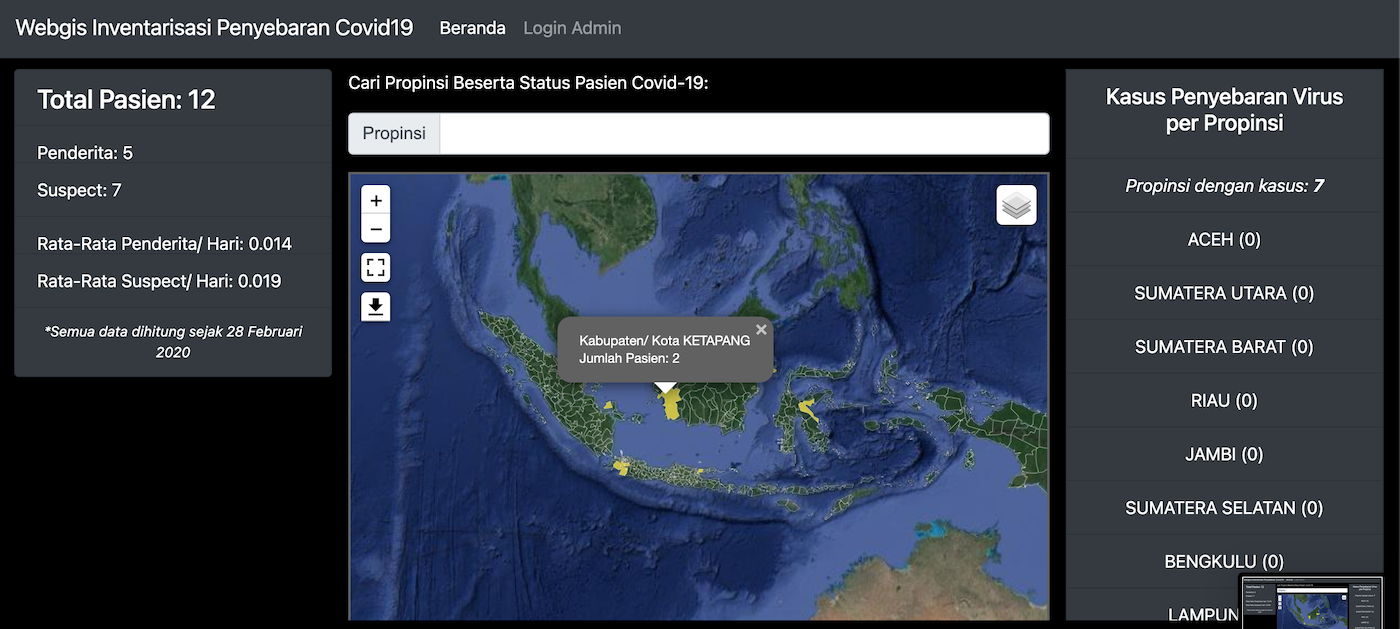 Webgis Inventarisasi Penyebaran Covid19 Beranda Login Admin
Total Pasien: 12
Penderita: 5
Suspect: 7
Rata-Rata Penderita/ Hari: 0.014
Rata-Rata Suspect/ Hari: 0.019
*Semua data dihitung sejak 28 Februari
2020
Cari Propinsi Beserta Status Pasien Covid-19:
Propinsi
+
−
Kabupaten/ Kota KETAPANG ×
Jumlah Pasien: 2
Kasus Penyebaran Virus
per Propinsi
Propinsi dengan kasus: 7
ACEH (0)
SUMATERA UTARA (0)
SUMATERA BARAT (0)
RIAU (0)
JAMBI (0)
SUMATERA SELATAN (0)
BENGKULU (0)
LAMPUN